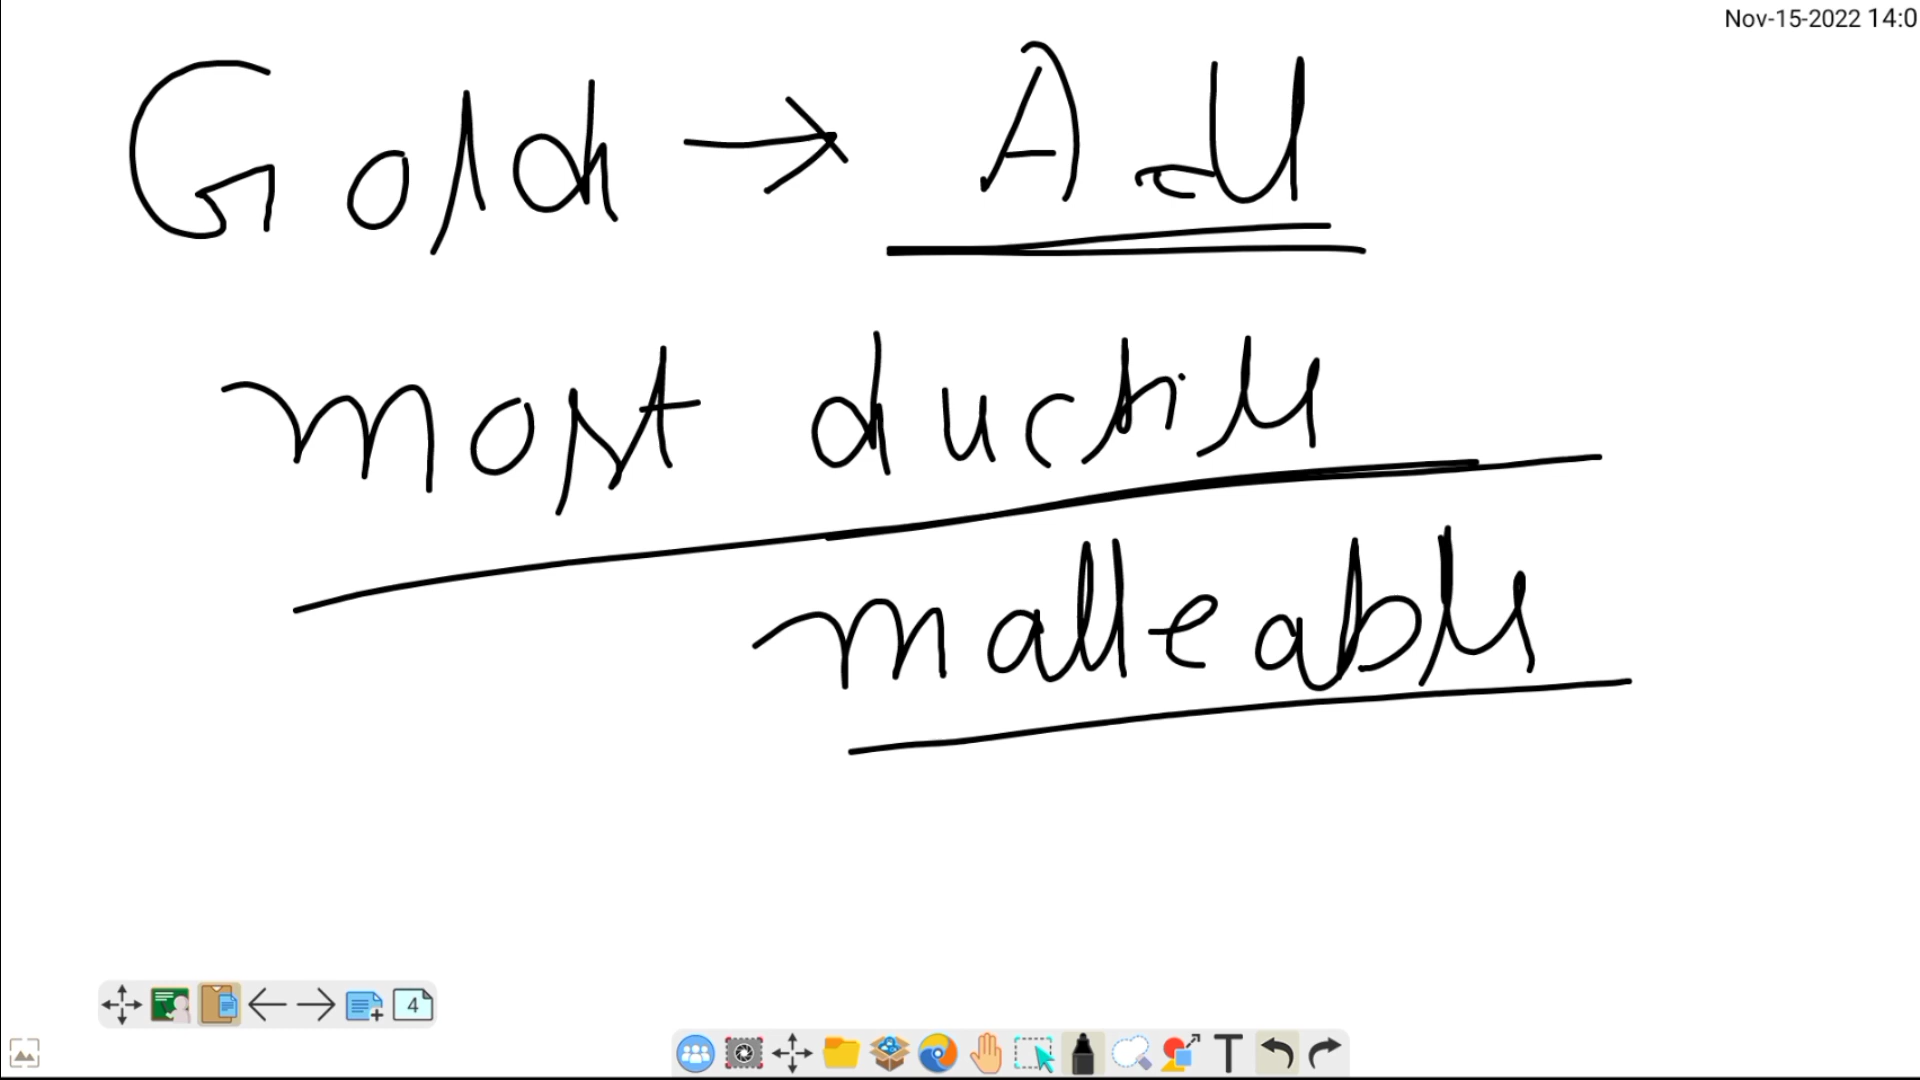 Nov-15-2022 14:0
Gold → Au
most ductile
malleable
4
T